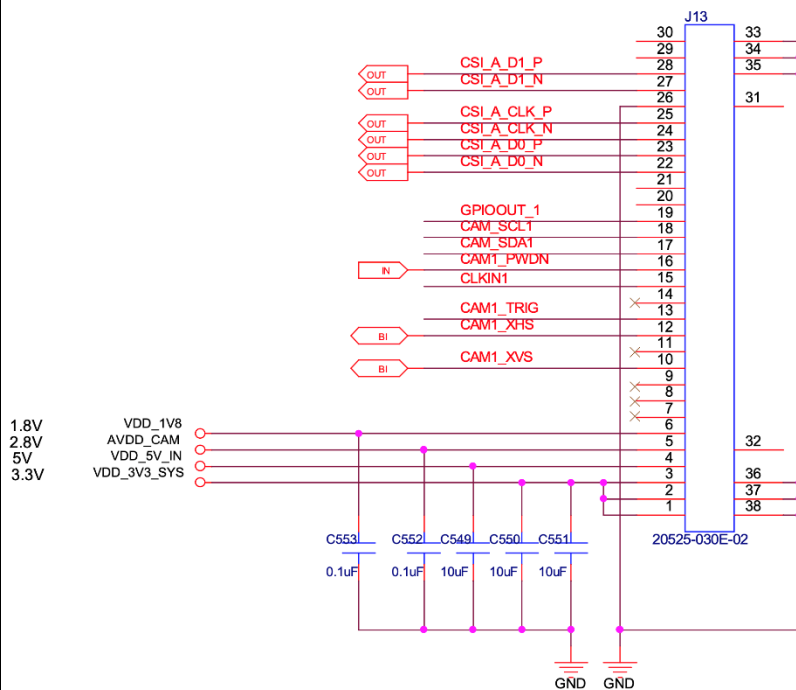 J13
30 33
29 34
CSI_A_D1_P 28 35
OUT CSI_A_D1_N 27
OUT 26 31
CSI_A_CLK_P 25
OUT CSI_A_CLK_N 24
OUT CSI_A_D0_P 23
OUT CSI_A_D0_N 22
OUT 21
20
GPIOOUT_1 19
CAM_SCL1 18
CAM_SDA1 17
CAM1_PWDN 16
IN CLKIN1 15
14
CAM1_TRIG 13
CAM1_XHS 12
BI 11
CAM1_XVS 10
BI 9
8
7
1.8V VDD_1V8 6
2.8V AVDD_CAM 5 32
5V VDD_5V_IN 4
3.3V VDD_3V3_SYS 3 36
2 37
1 38
C553 C552 C549 C550 C551 20525-030E-02
0.1uF 0.1uF 10uF 10uF 10uF
GND GND